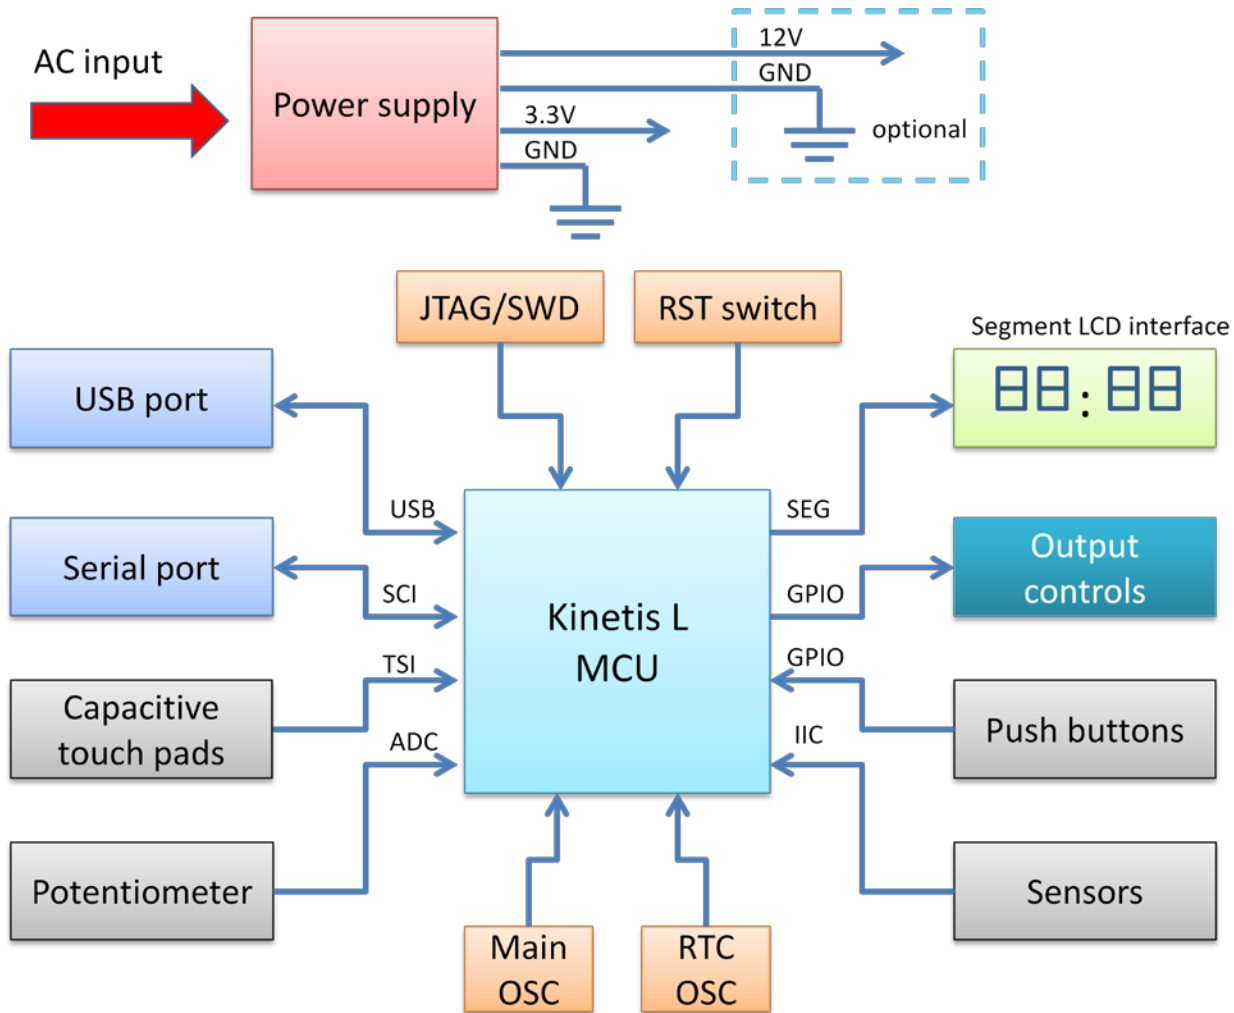 AC input
Power supply
12V
GND
3.3V
GND
optional
JTAG/SWD
RST switch
Segment LCD interface
88:88
USB port
USB
SEG
Serial port
SCI
GPIO
Output
controls
Kinetis L
MCU
TSI
GPIO
Capacitive
touch pads
Push buttons
ADC
IIC
Potentiometer
Sensors
Main
OSC
RTC
OSC